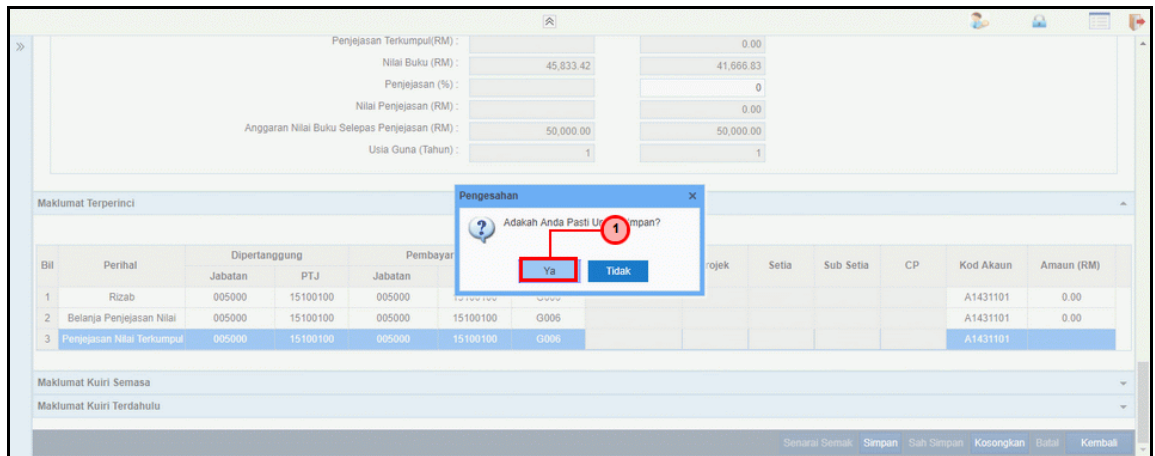 Penjejasan Terkumpul(RM) : 0.00
Nilai Buku (RM) : 45,833.42 41,666.83
Penjejasan (%) : 0
Nilai Penjejasan (RM) : 0.00
Anggaran Nilai Buku Selepas Penjejasan (RM) : 50,000.00 50,000.00
Usia Guna (Tahun) : 1 1
Maklumat Terperinci
Pengesahan x
Adakah Anda Pasti
1
Ya Tidak
Bil Perihal Dipertanggung Setia Sub Setia CP Kod Akaun Amaun (RM)
Jabatan PTJ Jabatan
1 Rizab 005000 15100100 005000 A1431101 0.00
2 Belanja Penjejasan Nilai 005000 15100100 005000 15100100 G006 A1431101 0.00
3 Penjejasan Nilai Terkumpul 005000 15100100 005000 15100100 G006 A1431101
Maklumat Kuiri Semasa
Maklumat Kuiri Terdahulu
Senarai Semak Simpan Sah Simpan Kosongkan Batal Kembali